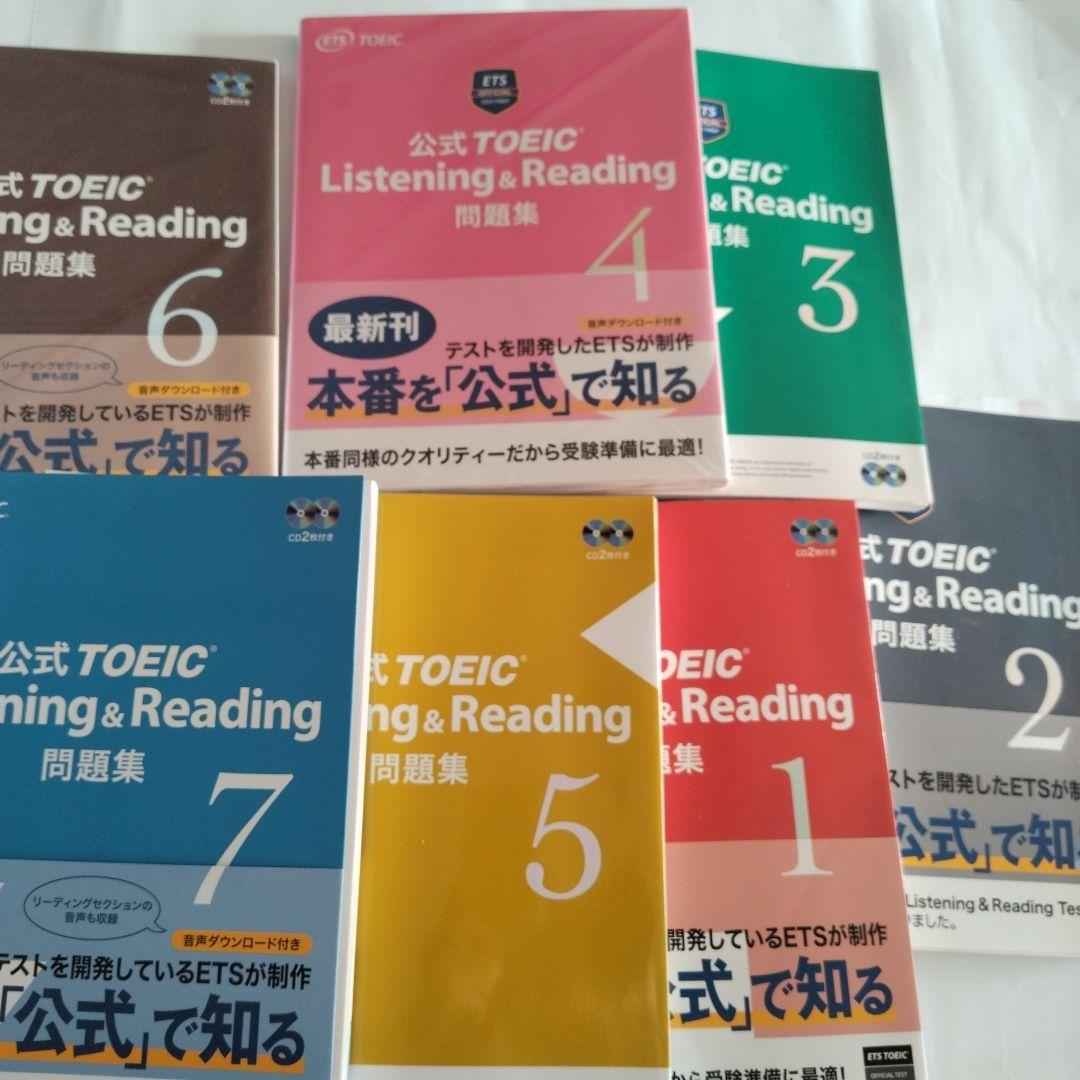 CD2枚付き
式 TOEIC®
ng & Reading
問題集
6
リーディングセクションの
音声も収録
音声ダウンロード付き
トを開発しているETSが制作
公式」で知る
ETS TOEIC
ETS
OFFICIAL
公式 TOEIC®
Listening & Reading
問題集
4
最新刊
音声ダウンロード付き
テストを開発したETSが制作
本番を「公式」で知る
本番同様のクオリティーだから受験準備に最適!
ETS
TOEIC®
& Reading
題集
3
CD2枚付き
式 TOEIC®
ng & Reading
問題集
2
ストを開発したETSが制
公式」で知
Listening & Reading Tes
ました。
CD2枚付き
公式 TOEIC®
ning & Reading
問題集
7
リーディングセクションの
音声も収録
音声ダウンロード付き
テストを開発しているETSが制作
「公式」で知る
CD2枚付き
式 TOEIC®
ng & Reading
問題集
5
CD2枚付き
OEIC®
& Reading
題集
1
開発しているETSが制作
公式」で知る
ETS TOEIC
OFFICIAL TEST
から受験準備に最適!